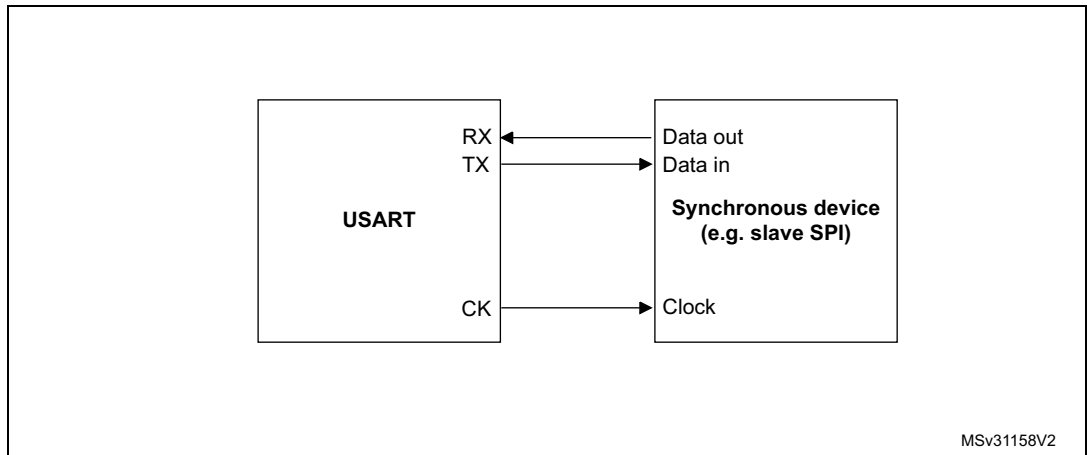 RX
Data out
TX
Data in
USART
Synchronous device
(e.g. slave SPI)
CK
Clock
MSv31158V2